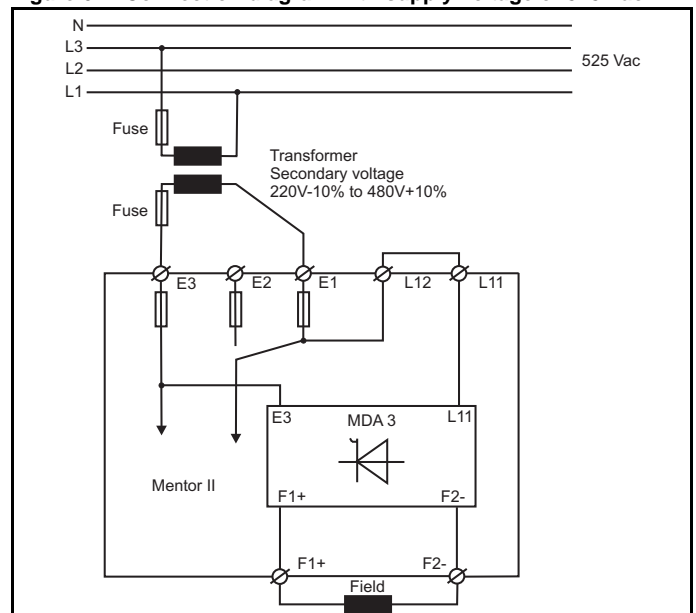 N
L3
L2
L1
525 Vac
Fuse
Transformer
Secondary voltage
220V-10% to 480V+10%
Fuse
E3
E2
E1
L12
L11
E3
MDA 3
L11
Mentor II
F1+
F2-
F1+
F2-
Field